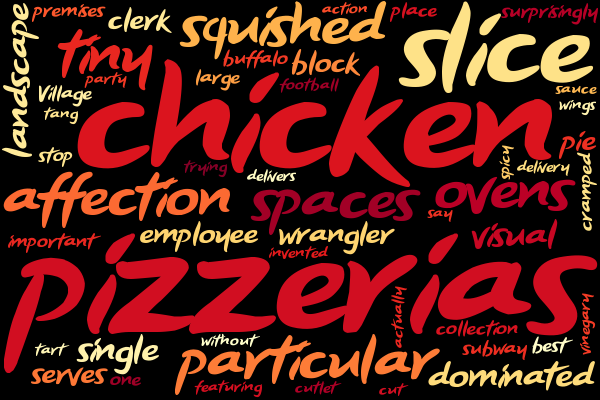 landscape
premises
clerk
squished
action
place
surprisingly
tiny
party
buffalo
block
slice
large
football
sauce
Village
tang
wings
chicken
stop
trying
delivers
spicy
delivery
pie
cramped
affection
spaces
say
ovens
important
employee
wrangler
invented
visual
pizzerias
actually
collection
vinegary
tart
single
without
particular
subway
best
serves
one
featuring
cutlet
cut
dominated